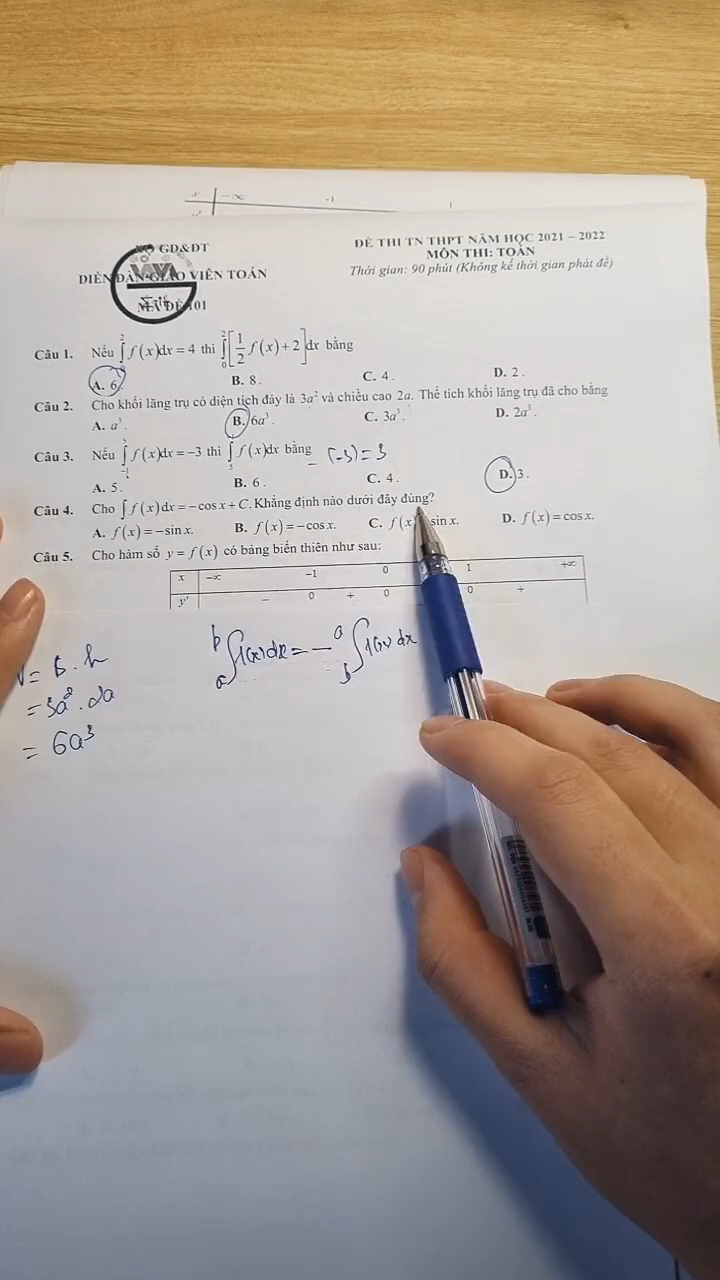 x −∞ -1 1
GD&ĐT
DIỄN ĐÀN GIÁO VIÊN TOÁN
MÃ ĐỀ 101
ĐỀ THI TN THPT NĂM HỌC 2021 – 2022
MÔN THI: TOÁN
Thời gian: 90 phút (Không kể thời gian phát đề)
Câu 1. Nếu ∫₀² f(x)dx = 4 thì ∫₀² [1/2 f(x) + 2]dx bằng
A. 6. B. 8. C. 4. D. 2.
Câu 2. Cho khối lăng trụ có diện tích đáy là 3a² và chiều cao 2a. Thể tích khối lăng trụ đã cho bằng
A. a³. B. 6a³. C. 3a³. D. 2a³.
Câu 3. Nếu ∫₋₁⁵ f(x)dx = −3 thì ∫ f(x)dx bằng − (-3) = 3
A. 5. B. 6. C. 4. D. 3.
Câu 4. Cho ∫ f(x)dx = −cos x + C. Khẳng định nào dưới đây đúng?
A. f(x) = −sin x. B. f(x) = −cos x. C. f(x) sin x. D. f(x) = cos x.
Câu 5. Cho hàm số y = f(x) có bảng biến thiên như sau:
x −∞ −1 0 1 +∞
y' − 0 + 0 0 +
V = B . h
= 3a² . 2a
= 6a³
∫ₐᵇ f(x)dx = − ∫ᵇₐ f(x)dx